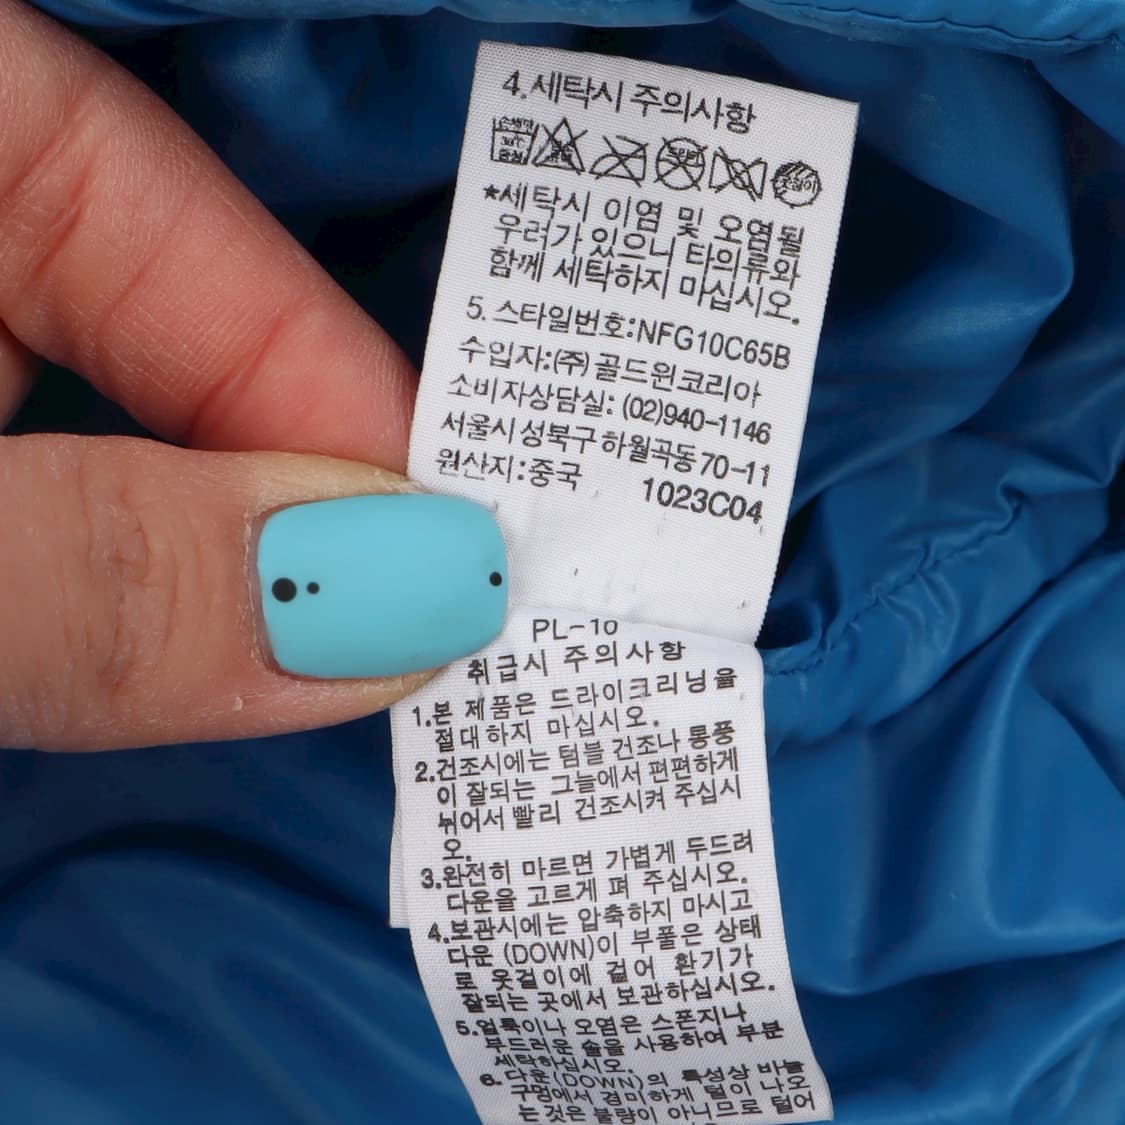 4.세탁시 주의사항
손세탁
30℃
중성
*세탁시 이염 및 오염될
우려가 있으니 타의류와
함께 세탁하지 마십시오.
5.스타일번호:NFG10C65B
수입자:(주)골드윈코리아
소비자상담실: (02)940-1146
서울시성북구하월곡동70-11
원산지:중국 1023C04
PL-10
취급시 주의사항
1.본 제품은 드라이크리닝을
절대하지 마십시오.
2.건조시에는 텀블 건조나 통풍
이 잘되는 그늘에서 편편하게
뉘어서 빨리 건조시켜 주십시
오.
3.완전히 마르면 가볍게 두드려
다운을 고르게 펴 주십시오.
4.보관시에는 압축하지 마시고
다운 (DOWN)이 부풀은 상태
로 옷걸이에 걸어 환기가
잘되는 곳에서 보관하십시오.
5.얼룩이나 오염은 스폰지나
부드러운 솔을 사용하여 부분
세탁하십시오.
6.다운(DOWN)의 특성상 바늘
구멍에서 경미하게 털이 나오
는것은 불량이 아니므로 털어